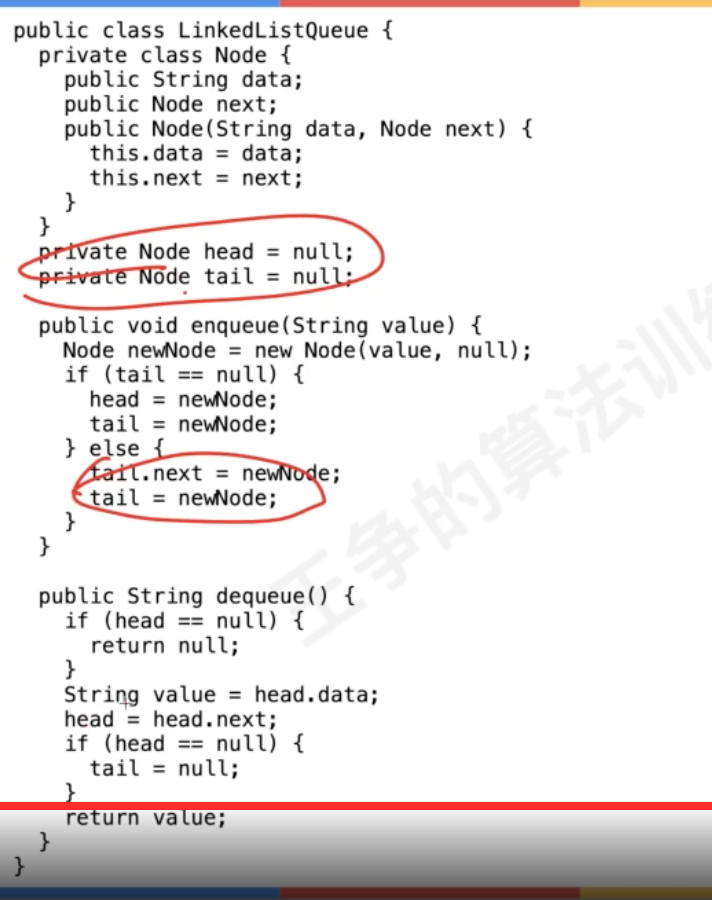 public class LinkedListQueue {
  private class Node {
    public String data;
    public Node next;
    public Node(String data, Node next) {
      this.data = data;
      this.next = next;
    }
  }
  private Node head = null;
  private Node tail = null;
  public void enqueue(String value) {
    Node newNode = new Node(value, null);
    if (tail == null) {
      head = newNode;
      tail = newNode;
    } else {
      tail.next = newNode;
      tail = newNode;
    }
  }
  public String dequeue() {
    if (head == null) {
      return null;
    }
    String value = head.data;
    head = head.next;
    if (head == null) {
      tail = null;
    }
    return value;
  }
}
王争的算法训练